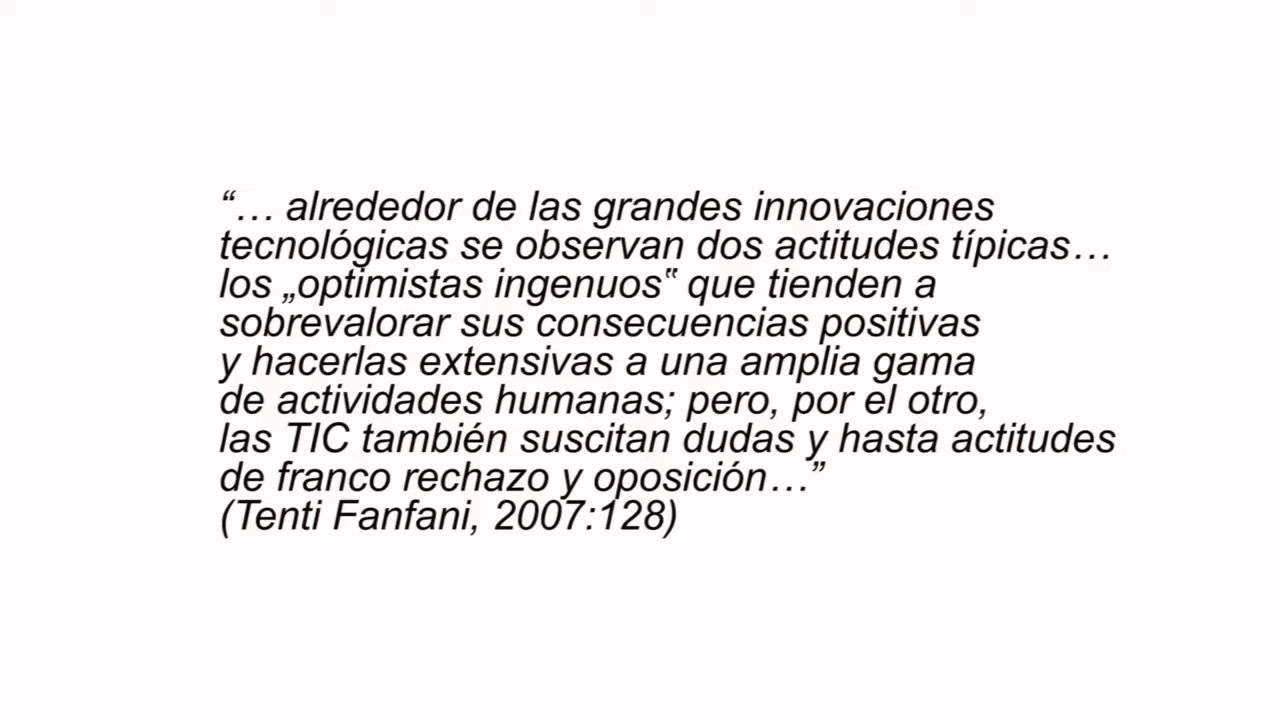 “… alrededor de las grandes innovaciones
tecnológicas se observan dos actitudes típicas…
los „optimistas ingenuos‟ que tienden a
sobrevalorar sus consecuencias positivas
y hacerlas extensivas a una amplia gama
de actividades humanas; pero, por el otro,
las TIC también suscitan dudas y hasta actitudes
de franco rechazo y oposición…”
(Tenti Fanfani, 2007:128)